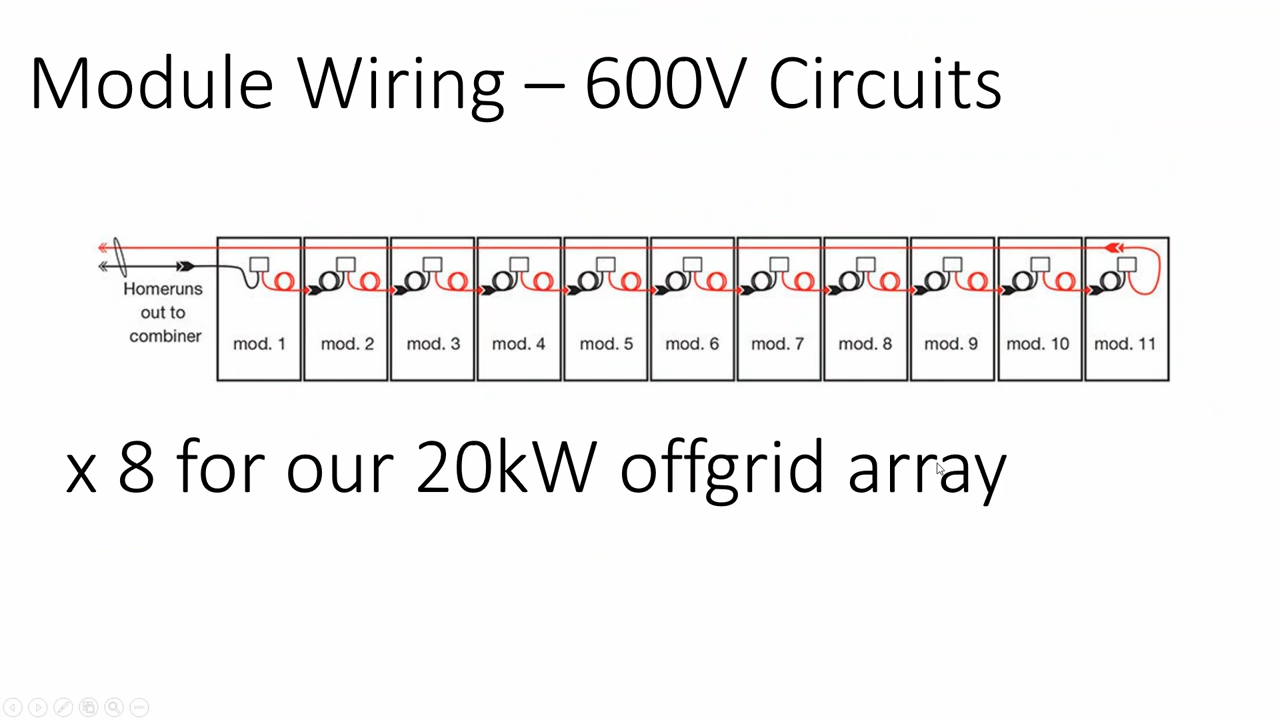 Module Wiring – 600V Circuits
Homeruns
out to
combiner
mod. 1 mod. 2 mod. 3 mod. 4 mod. 5 mod. 6 mod. 7 mod. 8 mod. 9 mod. 10 mod. 11
x 8 for our 20kW offgrid array